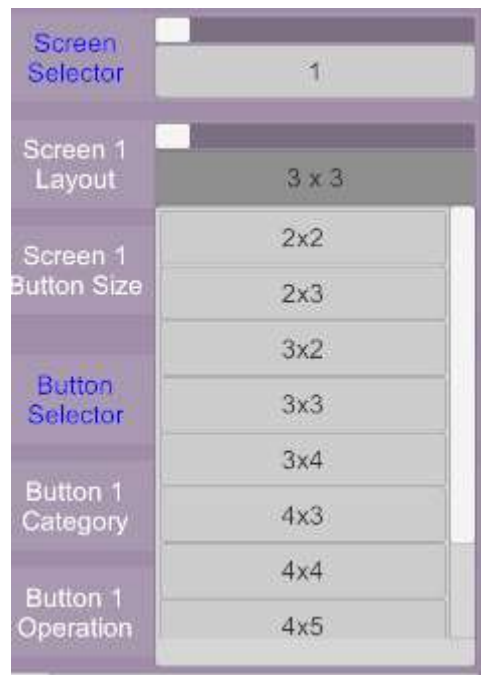 Screen
Selector
1
Screen 1
Layout
3 x 3
2x2
Screen 1
Button Size
2x3
3x2
Button
Selector
3x3
3x4
Button 1
Category
4x3
4x4
Button 1
Operation
4x5